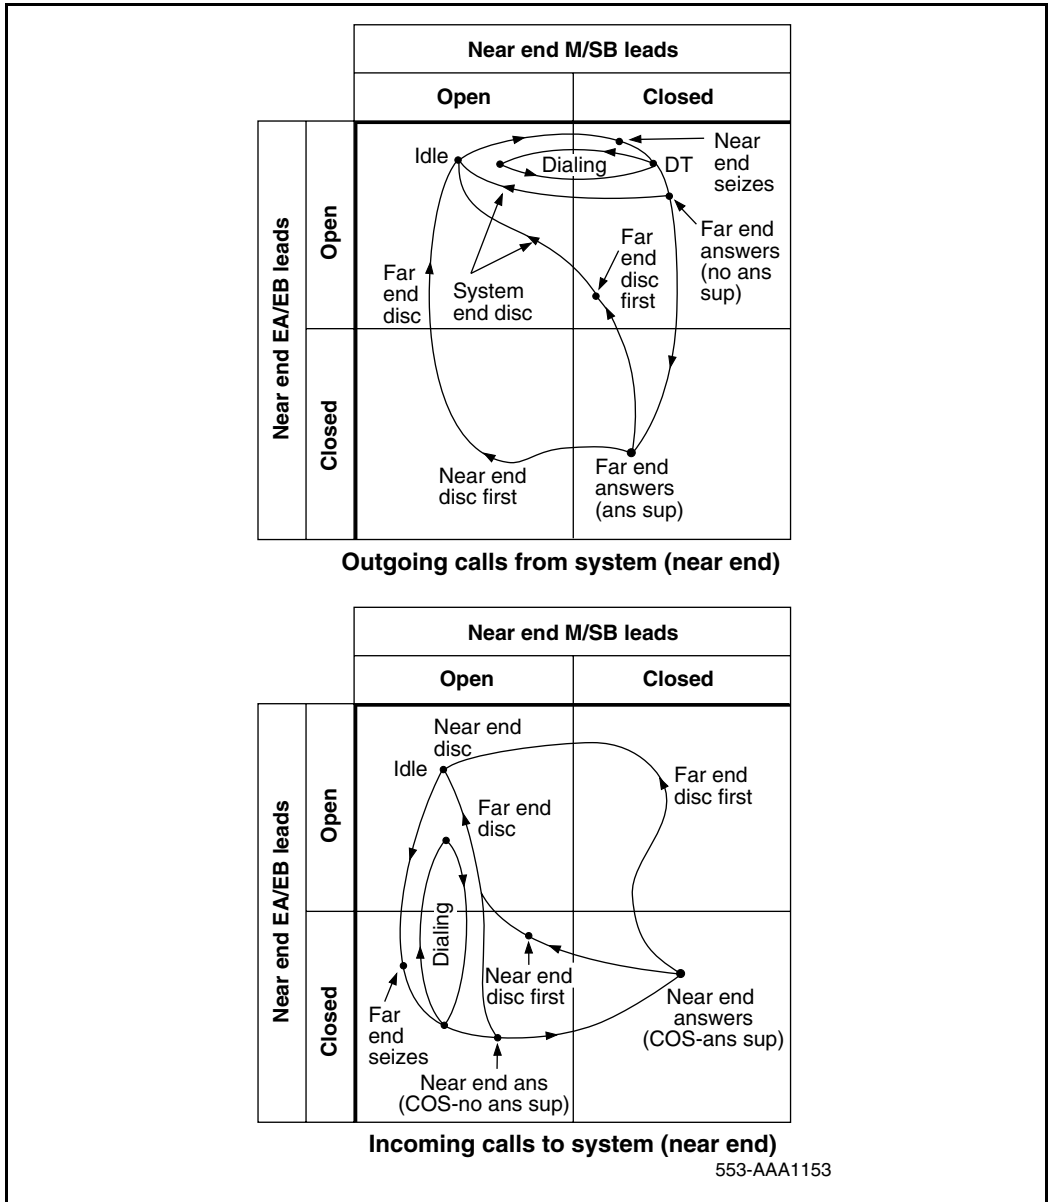 Near end M/SB leads
Open
Closed
Near end EA/EB leads
Open
Closed
Idle
Dialing
DT
Near
end
seizes
Far end
answers
(no ans
sup)
Far
end
disc
first
Far
end
disc
System
end disc
Near end
disc first
Far end
answers
(ans sup)
Outgoing calls from system (near end)
Near end M/SB leads
Open
Closed
Near end EA/EB leads
Open
Closed
Near end
disc
Idle
Far end
disc
Far end
disc first
Dialing
Near end
disc first
Far
end
seizes
Near end
answers
(COS-ans sup)
Near end ans
(COS-no ans sup)
Incoming calls to system (near end)
553-AAA1153